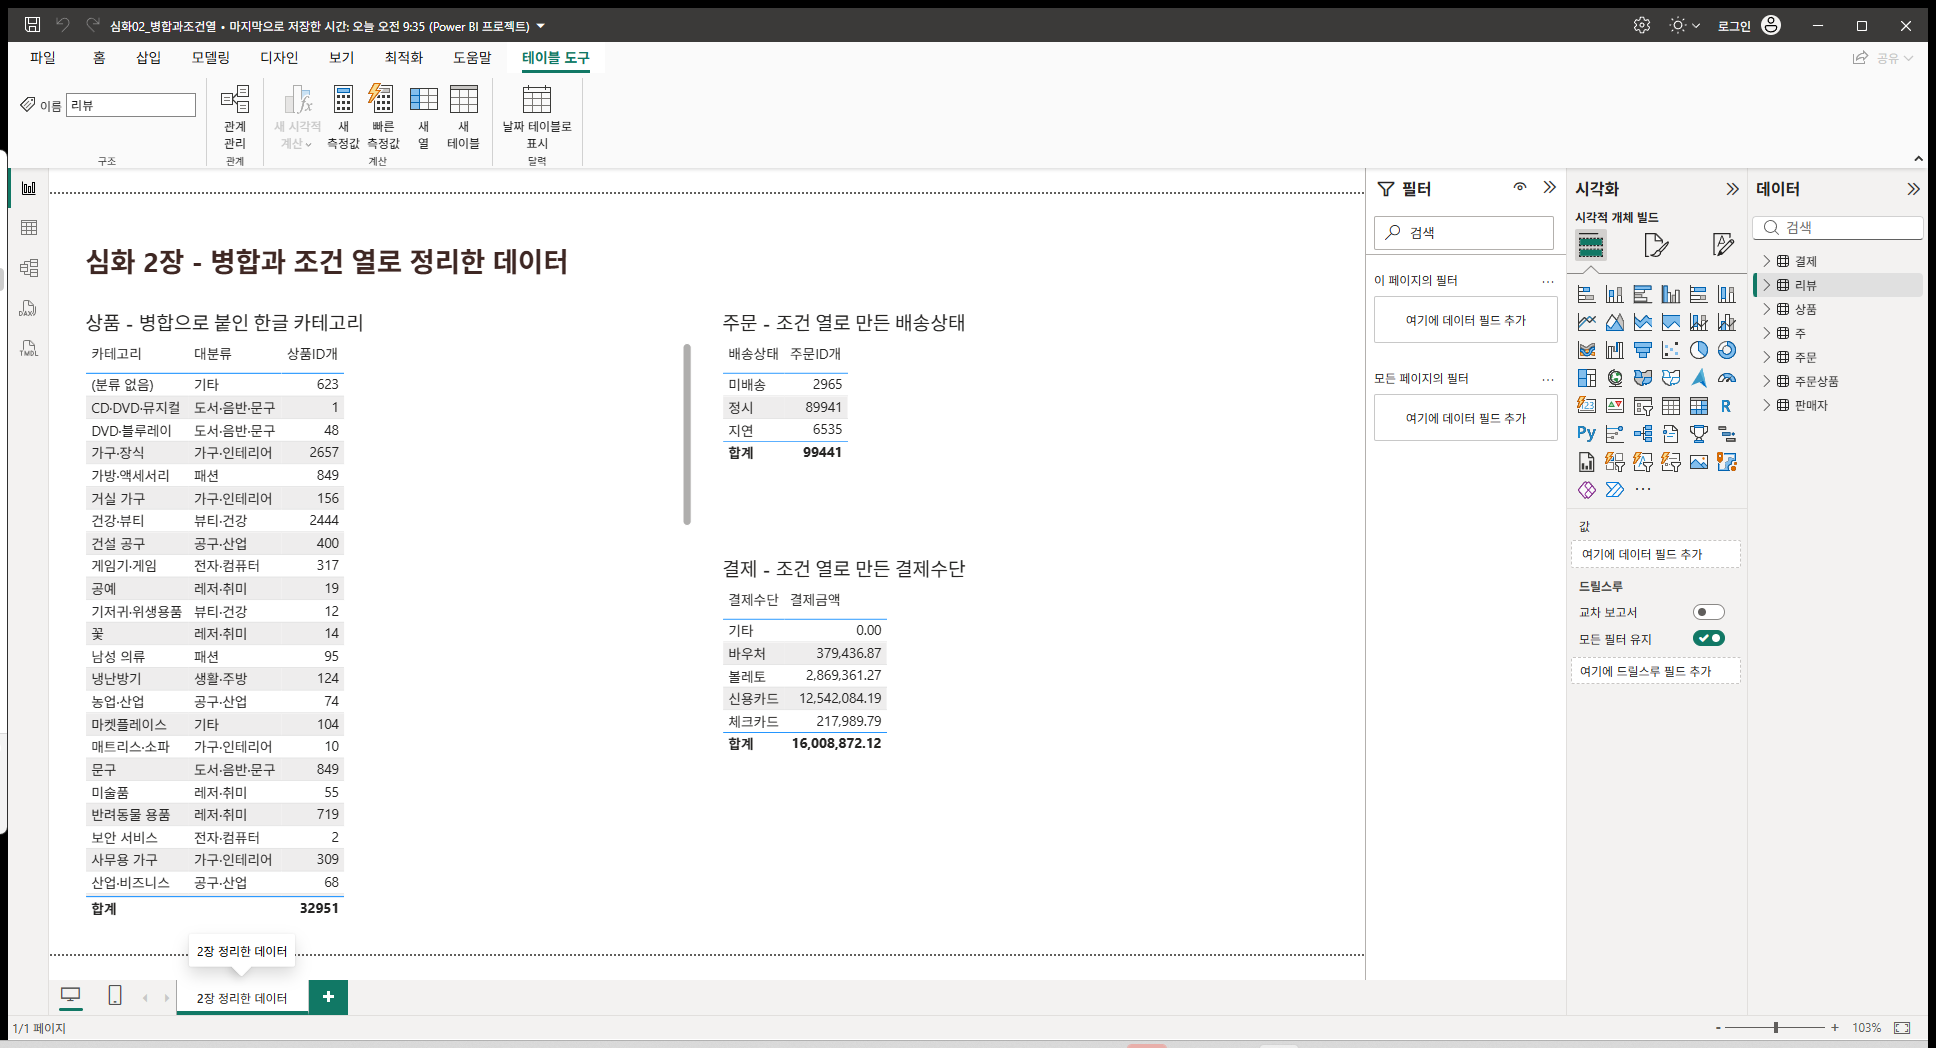 심화02_병합과조건열 • 마지막으로 저장한 시간: 오늘 오전 9:35 (Power BI 프로젝트)
로그인
파일 홈 삽입 모델링 디자인 보기 최적화 도움말 테이블 도구
공유
이름 리뷰
구조
관계 관리
관계
새 시각적 계산
새 측정값
빠른 측정값
새 열
새 테이블
계산
날짜 테이블로 표시
달력
DAX
TMDL
심화 2장 - 병합과 조건 열로 정리한 데이터
상품 - 병합으로 붙인 한글 카테고리
카테고리 대분류 상품ID개
(분류 없음) 기타 623
CD·DVD·뮤지컬 도서·음반·문구 1
DVD·블루레이 도서·음반·문구 48
가구·장식 가구·인테리어 2657
가방·액세서리 패션 849
거실 가구 가구·인테리어 156
건강·뷰티 뷰티·건강 2444
건설 공구 공구·산업 400
게임기·게임 전자·컴퓨터 317
공예 레저·취미 19
기저귀·위생용품 뷰티·건강 12
꽃 레저·취미 14
남성 의류 패션 95
냉난방기 생활·주방 124
농업·산업 공구·산업 74
마켓플레이스 기타 104
매트리스·소파 가구·인테리어 10
문구 도서·음반·문구 849
미술품 레저·취미 55
반려동물 용품 레저·취미 719
보안 서비스 전자·컴퓨터 2
사무용 가구 가구·인테리어 309
산업·비즈니스 공구·산업 68
합계 32951
주문 - 조건 열로 만든 배송상태
배송상태 주문ID개
미배송 2965
정시 89941
지연 6535
합계 99441
결제 - 조건 열로 만든 결제수단
결제수단 결제금액
기타 0.00
바우처 379,436.87
볼레토 2,869,361.27
신용카드 12,542,084.19
체크카드 217,989.79
합계 16,008,872.12
2장 정리한 데이터
2장 정리한 데이터
+
1/1 페이지
필터
검색
이 페이지의 필터 ...
여기에 데이터 필드 추가
모든 페이지의 필터 ...
여기에 데이터 필드 추가
시각화
시각적 개체 빌드
123
R
Py
...
값
여기에 데이터 필드 추가
드릴스루
교차 보고서
모든 필터 유지
여기에 드릴스루 필드 추가
데이터
검색
결제
리뷰
상품
주
주문
주문상품
판매자
- + 103%